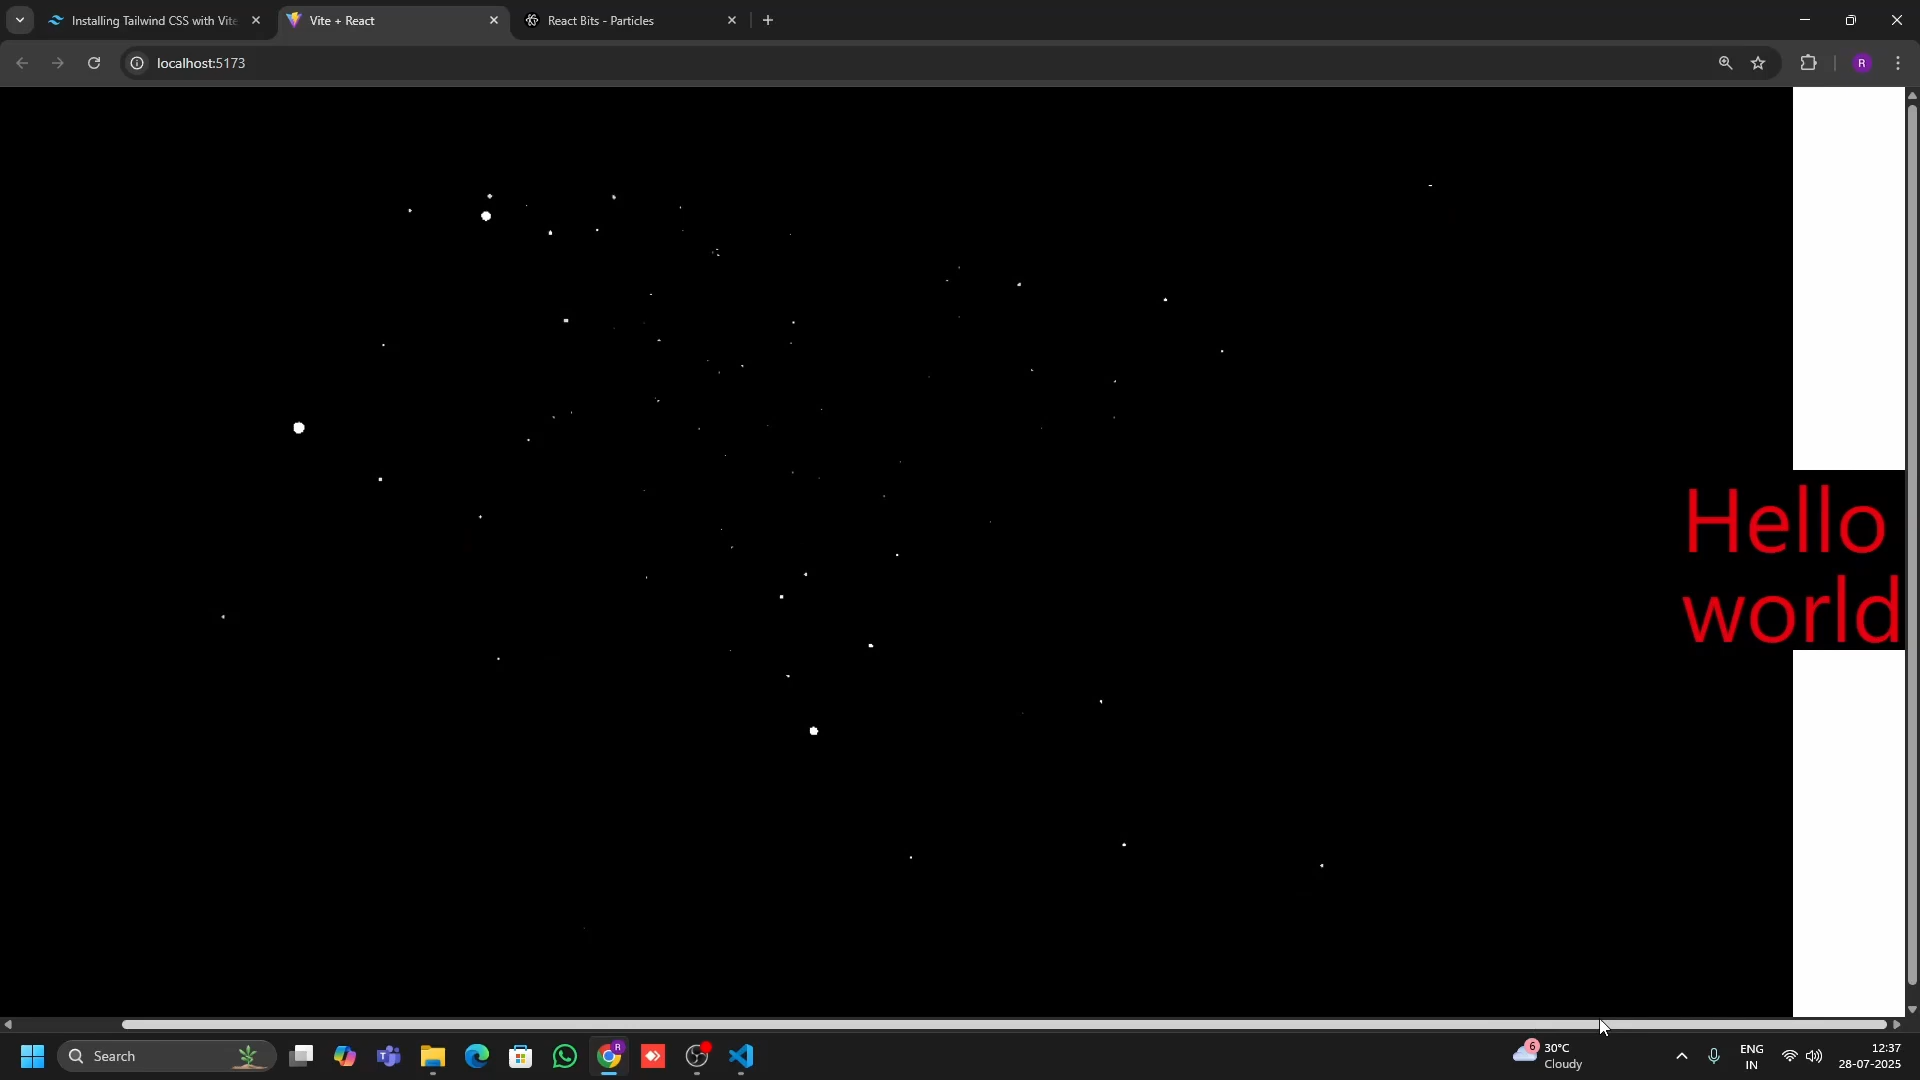 Installing Tailwind CSS with Vite
Vite + React
React Bits - Particles
localhost:5173
R
Hello
world
Search
R
6
30°C
Cloudy
ENG
IN
12:37
28-07-2025